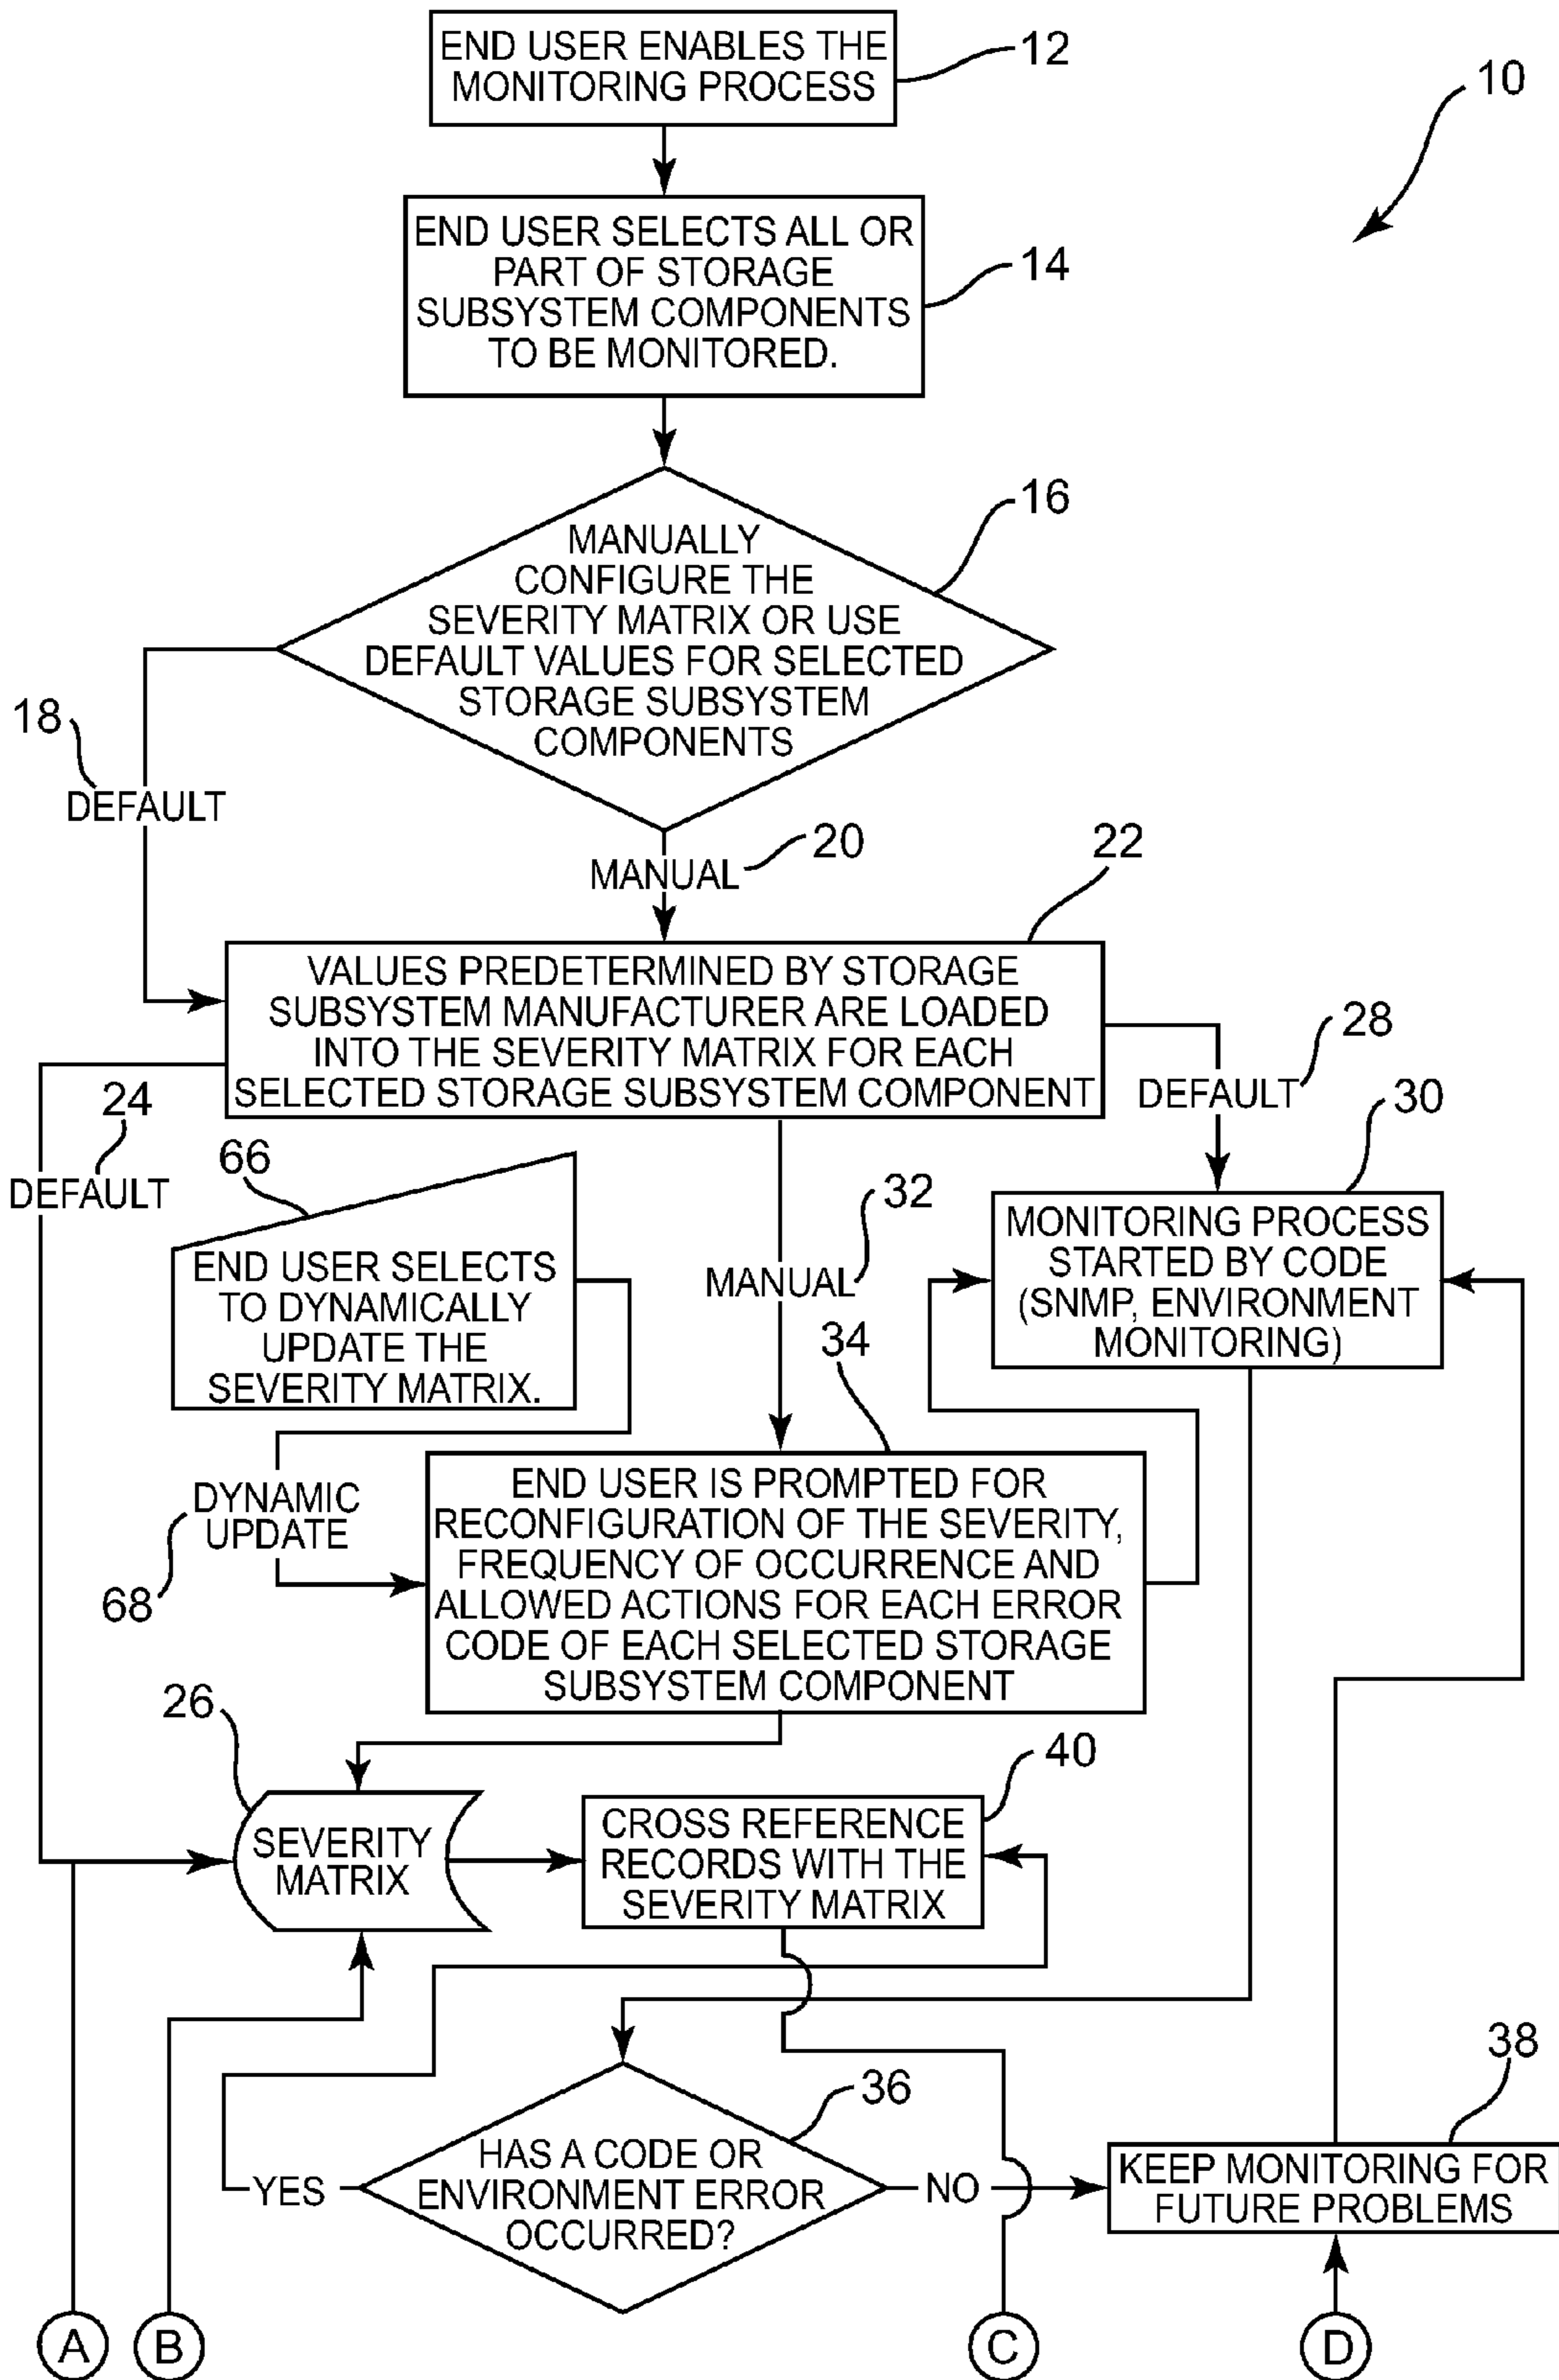 END USER ENABLES THE
MONITORING PROCESS
12
10
END USER SELECTS ALL OR
PART OF STORAGE
SUBSYSTEM COMPONENTS
TO BE MONITORED.
14
16
MANUALLY
CONFIGURE THE
SEVERITY MATRIX OR USE
DEFAULT VALUES FOR SELECTED
STORAGE SUBSYSTEM
COMPONENTS
18
DEFAULT
20
MANUAL
22
VALUES PREDETERMINED BY STORAGE
SUBSYSTEM MANUFACTURER ARE LOADED
INTO THE SEVERITY MATRIX FOR EACH
SELECTED STORAGE SUBSYSTEM COMPONENT
28
DEFAULT
24
DEFAULT
30
66
END USER SELECTS
TO DYNAMICALLY
UPDATE THE
SEVERITY MATRIX.
32
MANUAL
MONITORING PROCESS
STARTED BY CODE
(SNMP, ENVIRONMENT
MONITORING)
34
DYNAMIC
UPDATE
68
END USER IS PROMPTED FOR
RECONFIGURATION OF THE SEVERITY,
FREQUENCY OF OCCURRENCE AND
ALLOWED ACTIONS FOR EACH ERROR
CODE OF EACH SELECTED STORAGE
SUBSYSTEM COMPONENT
26
SEVERITY
MATRIX
40
CROSS REFERENCE
RECORDS WITH THE
SEVERITY MATRIX
36
HAS A CODE OR
ENVIRONMENT ERROR
OCCURRED?
YES
NO
38
KEEP MONITORING FOR
FUTURE PROBLEMS
A
B
C
D